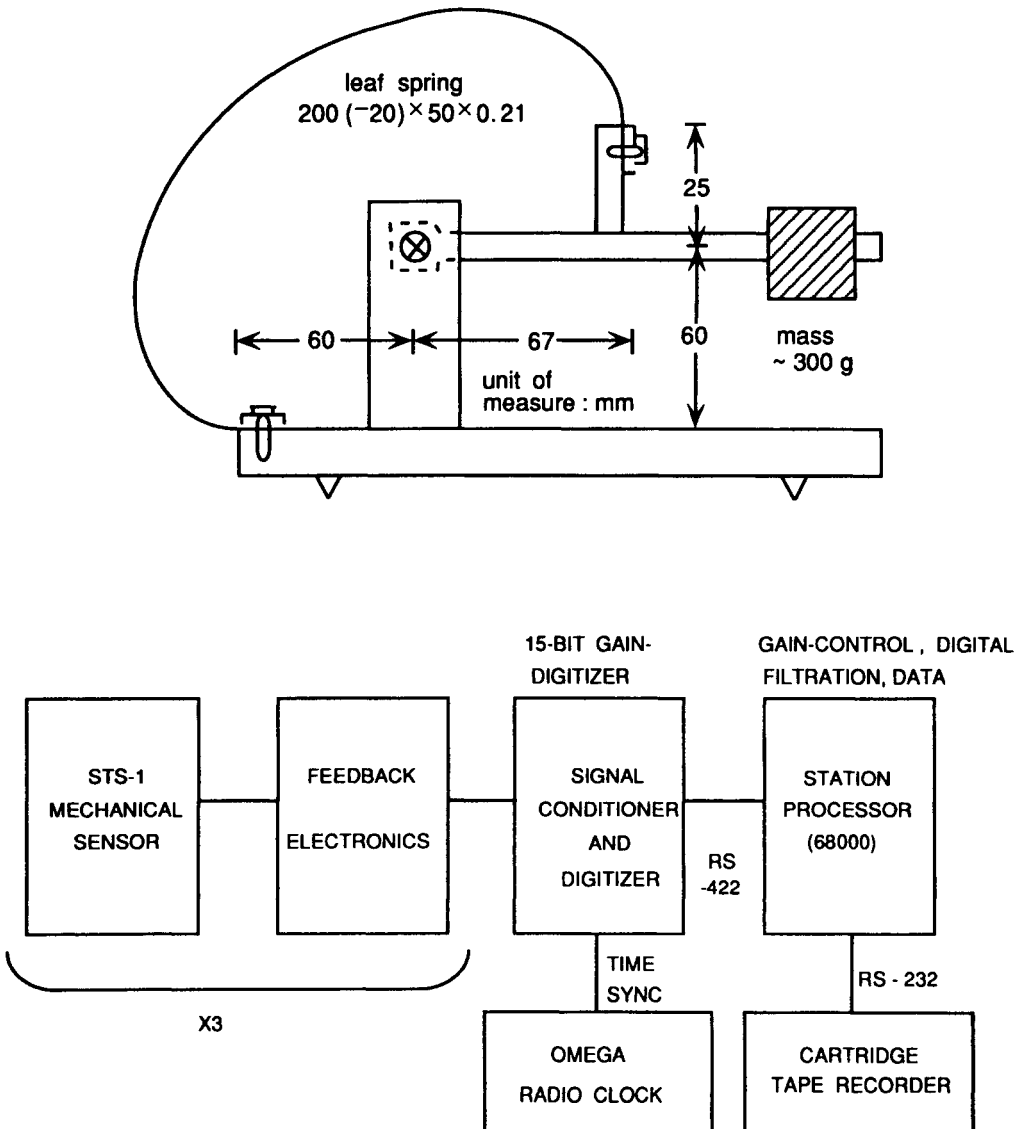 leaf spring
200 (−20)×50×0.21
25
60
67
60
mass
~ 300 g
unit of
measure : mm
15-BIT GAIN-
DIGITIZER
GAIN-CONTROL , DIGITAL
FILTRATION, DATA
STS-1
MECHANICAL
SENSOR
FEEDBACK
ELECTRONICS
SIGNAL
CONDITIONER
AND
DIGITIZER
RS
-422
STATION
PROCESSOR
(68000)
X3
TIME
SYNC
RS - 232
OMEGA
RADIO CLOCK
CARTRIDGE
TAPE RECORDER